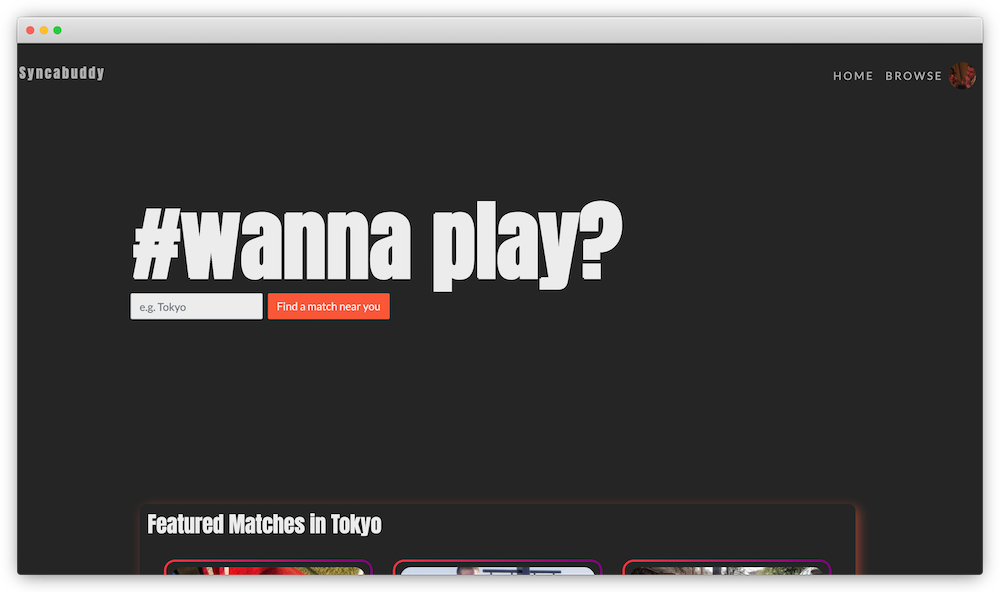 Syncabuddy
HOME BROWSE
#wanna play?
e.g. Tokyo
Find a match near you
Featured Matches in Tokyo